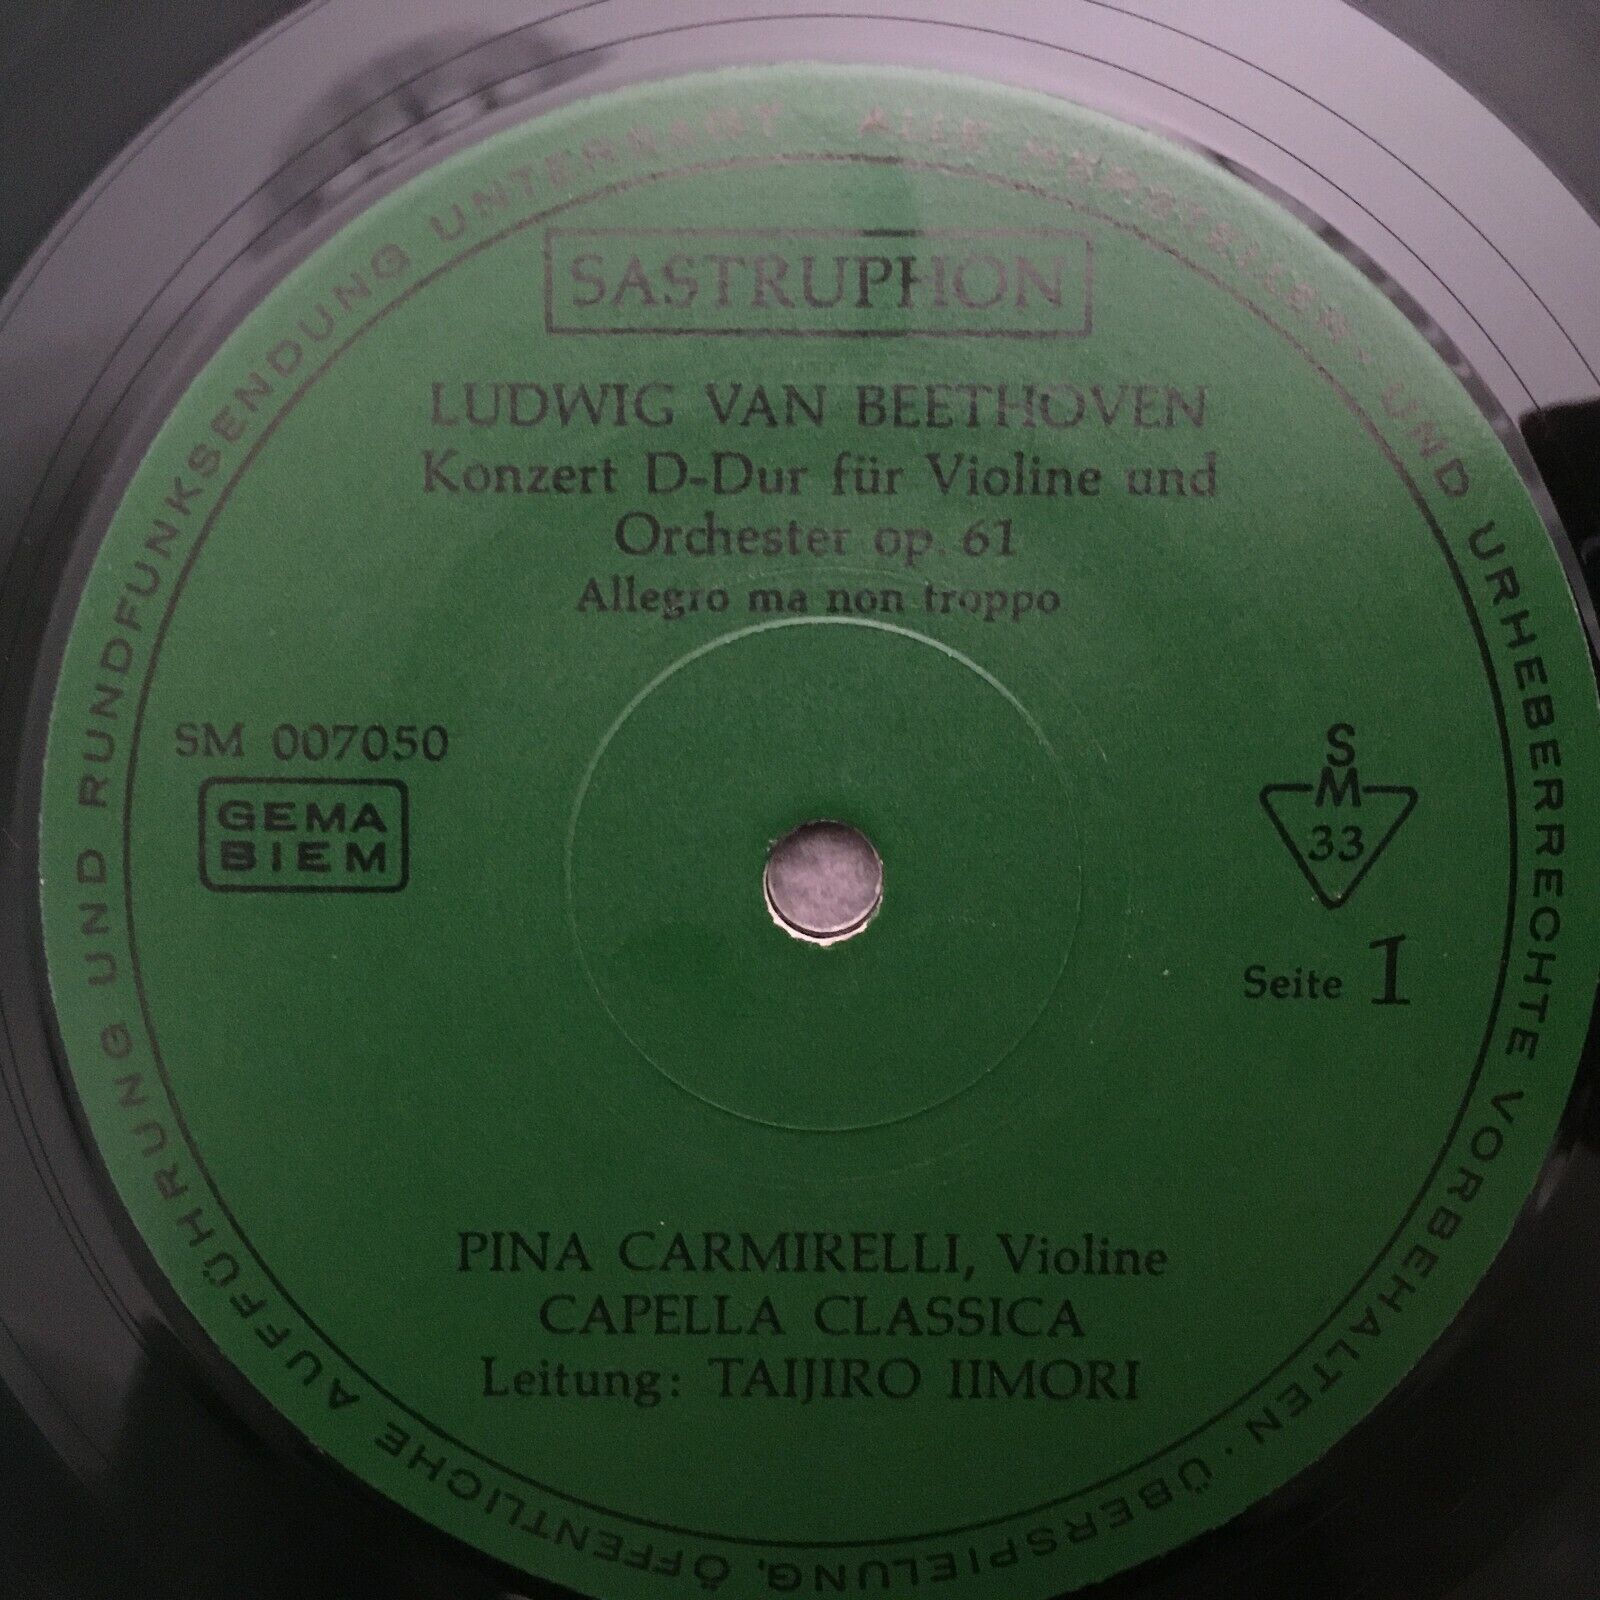 ALLE HERSTELLER- UND URHEBERRECHTE VORBEHALTEN · ÜBERSPIELUNG, ÖFFENTLICHE AUFFÜHRUNG UND RUNDFUNKSENDUNG UNTERSAGT
SASTRUPHON
LUDWIG VAN BEETHOVEN
Konzert D-Dur für Violine und
Orchester op. 61
Allegro ma non troppo
SM 007050
GEMA
BIEM
S
M
33
Seite 1
PINA CARMIRELLI, Violine
CAPELLA CLASSICA
Leitung: TAIJIRO IIMORI